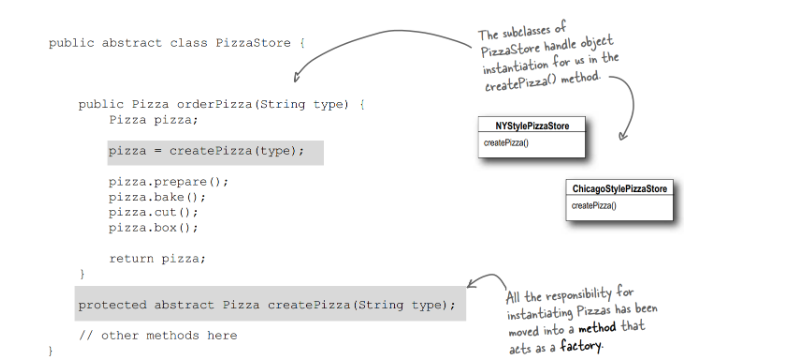 public abstract class PizzaStore {
The subclasses of
PizzaStore handle object
instantiation for us in the
createPizza() method.
public Pizza orderPizza(String type) {
Pizza pizza;
pizza = createPizza(type);
pizza.prepare();
pizza.bake();
pizza.cut();
pizza.box();
return pizza;
}
NYStylePizzaStore
createPizza()
ChicagoStylePizzaStore
createPizza()
protected abstract Pizza createPizza(String type);
All the responsibility for
instantiating Pizzas has been
moved into a method that
acts as a factory.
// other methods here
}